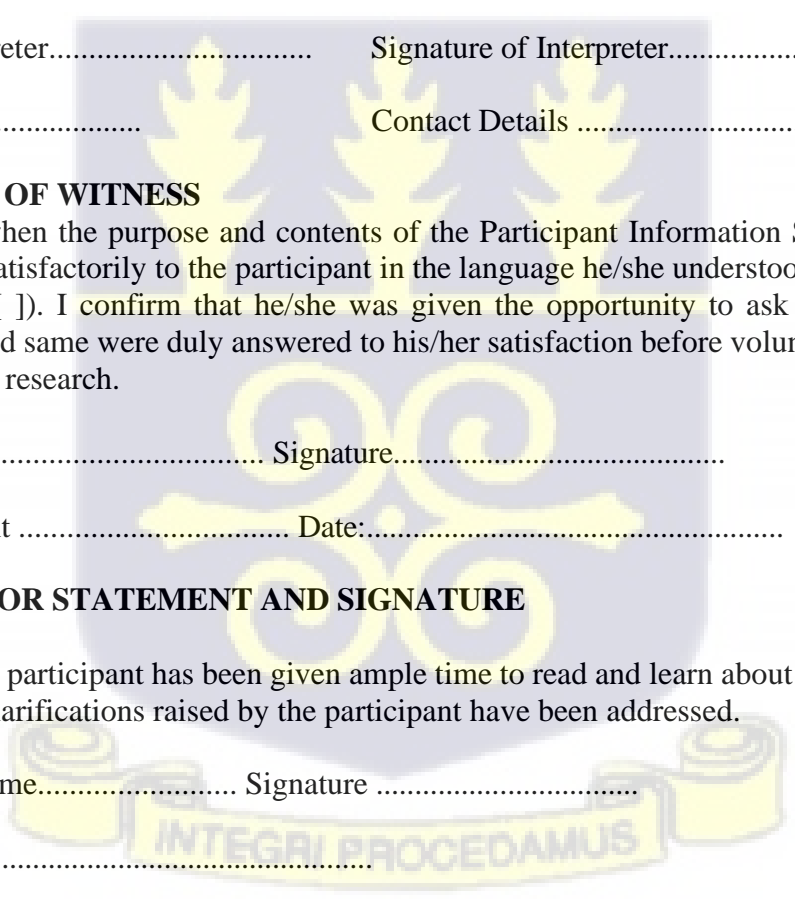 reter.................................. Signature of Interpreter.................
.................. Contact Details ............................
OF WITNESS
hen the purpose and contents of the Participant Information S
atisfactorily to the participant in the language he/she understoo
[ ]). I confirm that he/she was given the opportunity to ask
d same were duly answered to his/her satisfaction before volun
research.
.................................. Signature...........................................
t ................................... Date:......................................................
OR STATEMENT AND SIGNATURE
participant has been given ample time to read and learn about
larifications raised by the participant have been addressed.
me.......................... Signature ..................................
................................................
INTEGRI PROCEDAMUS